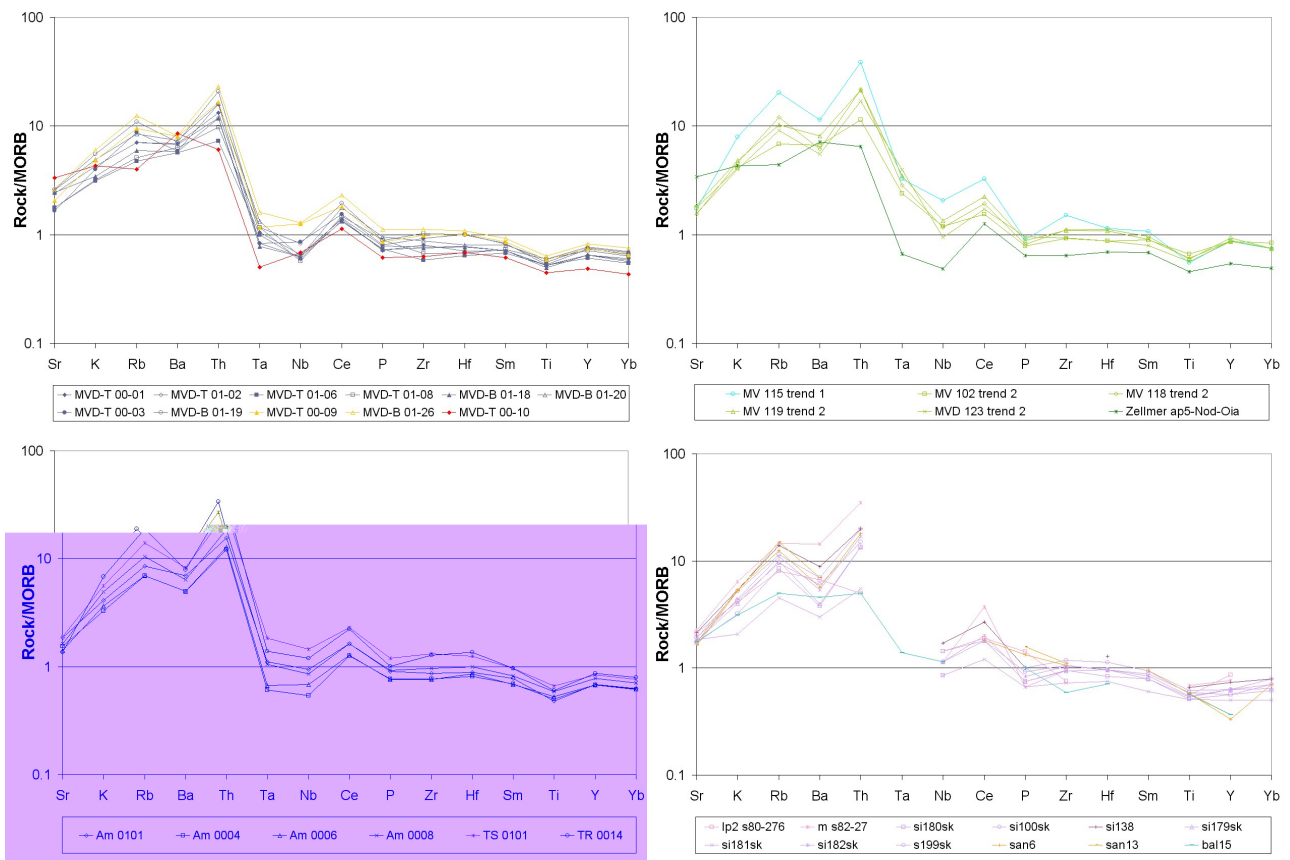 100
10
1
0.1
Rock/MORB
Sr K Rb Ba Th Ta Nb Ce P Zr Hf Sm Ti Y Yb
MVD-T 00-01 MVD-T 01-02 MVD-T 01-06 MVD-T 01-08 MVD-B 01-18 MVD-B 01-20
MVD-T 00-03 MVD-B 01-19 MVD-T 00-09 MVD-B 01-26 MVD-T 00-10
100
10
1
0.1
Rock/MORB
Sr K Rb Ba Th Ta Nb Ce P Zr Hf Sm Ti Y Yb
MV 115 trend 1 MV 102 trend 2 MV 118 trend 2
MV 119 trend 2 MVD 123 trend 2 Zellmer ap5-Nod-Oia
100
10
1
0.1
Rock/MORB
Sr K Rb Ba Th Ta Nb Ce P Zr Hf Sm Ti Y Yb
Am 0101 Am 0004 Am 0006 Am 0008 TS 0101 TR 0014
100
10
1
0.1
Rock/MORB
Sr K Rb Ba Th Ta Nb Ce P Zr Hf Sm Ti Y Yb
lp2 s80-276 m s82-27 si180sk si100sk si138 si179sk
si181sk si182sk s199sk san6 san13 bal15